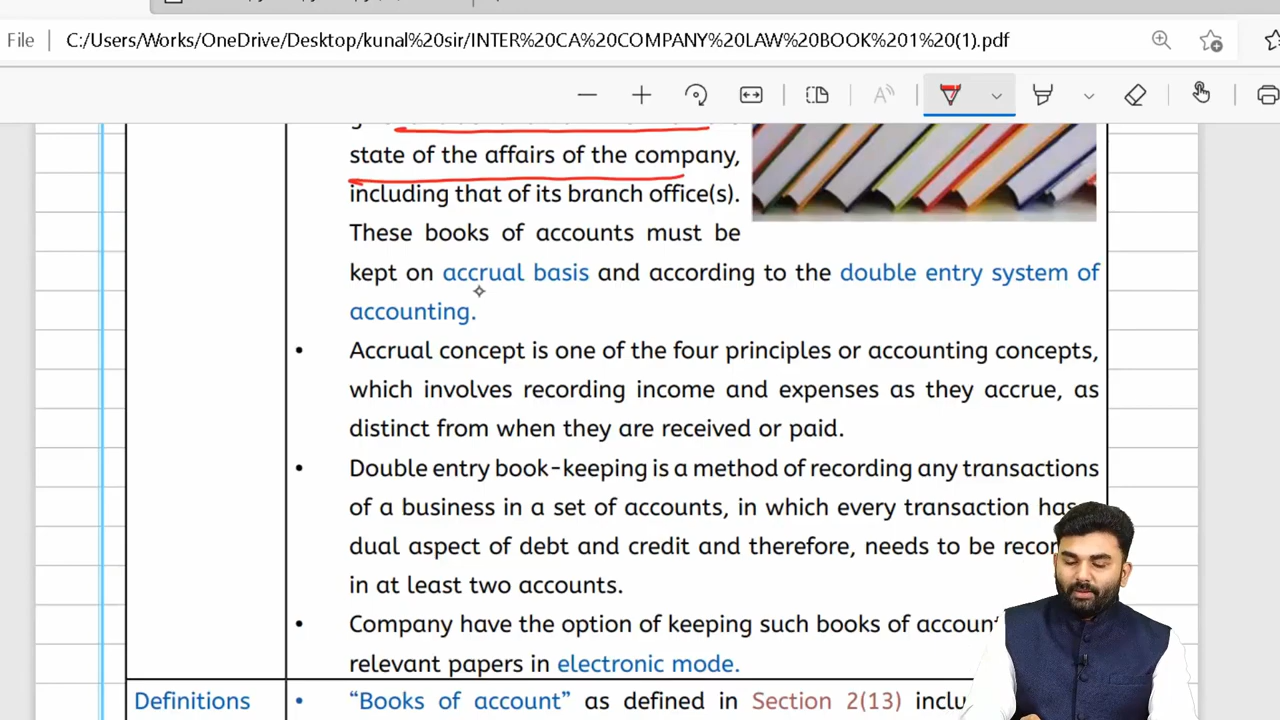 File
C:/Users/Works/OneDrive/Desktop/kunal%20sir/INTER%20CA%20COMPANY%20LAW%20BOOK%201%20(1).pdf
state of the affairs of the company,
including that of its branch office(s).
These books of accounts must be
kept on accrual basis and according to the double entry system of
accounting.
• Accrual concept is one of the four principles or accounting concepts,
which involves recording income and expenses as they accrue, as
distinct from when they are received or paid.
• Double entry book-keeping is a method of recording any transactions
of a business in a set of accounts, in which every transaction has
dual aspect of debt and credit and therefore, needs to be
in at least two accounts.
• Company have the option of keeping such books of
relevant papers in electronic mode.
Definitions
• “Books of account” as defined in Section 2(13)